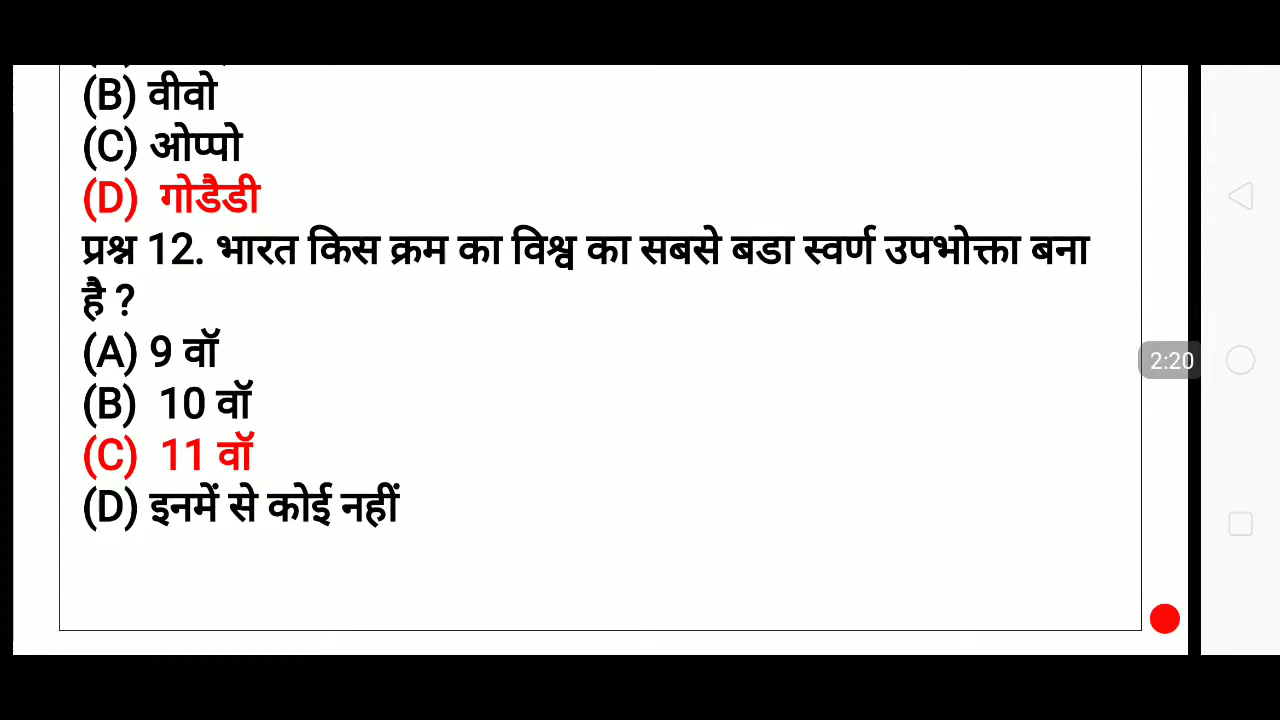 (B) वीवो
(C) ओप्पो
(D) गोडैडी
प्रश्न 12. भारत किस क्रम का विश्व का सबसे बडा स्वर्ण उपभोक्ता बना
है ?
(A) 9 वॉ
(B) 10 वॉ
(C) 11 वॉ
(D) इनमें से कोई नहीं
2:20